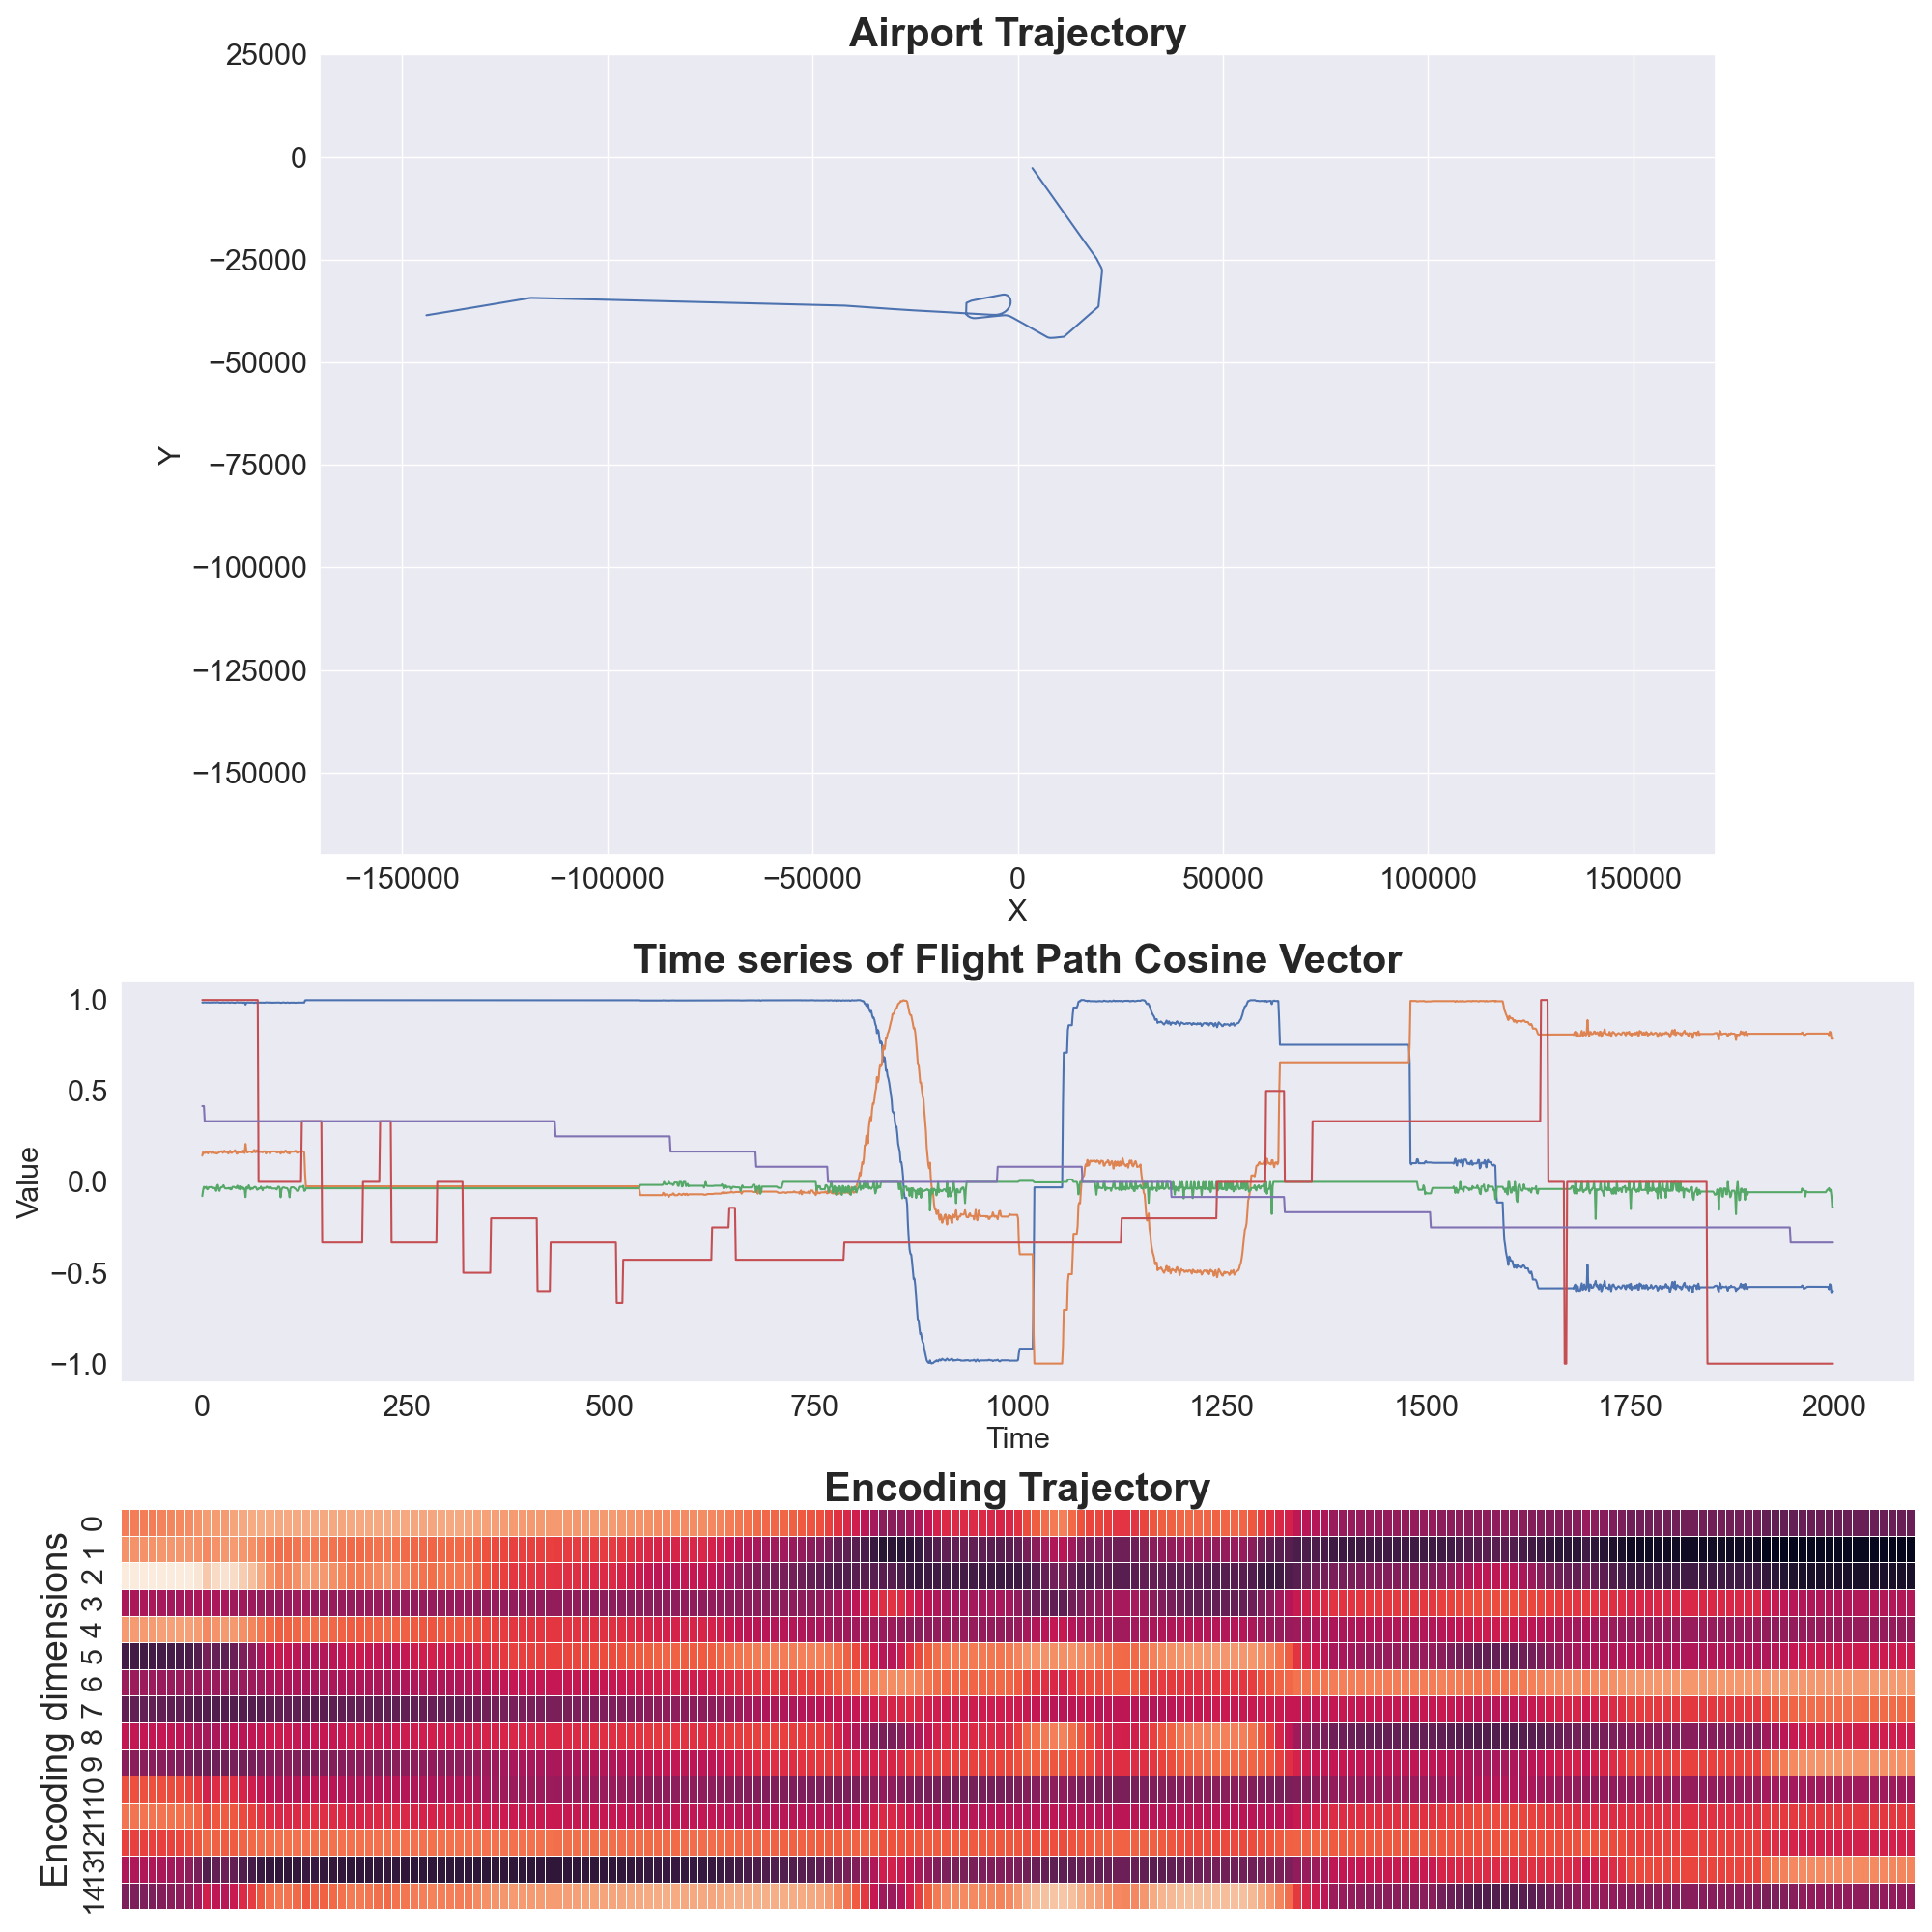 Airport Trajectory
25000
0
−25000
−50000
−75000
−100000
−125000
−150000
Y
−150000 −100000 −50000 0 50000 100000 150000
X
Time series of Flight Path Cosine Vector
1.0
0.5
0.0
−0.5
−1.0
Value
0 250 500 750 1000 1250 1500 1750 2000
Time
Encoding Trajectory
Encoding dimensions
0
1
2
3
4
5
6
7
8
9
10
11
12
13
14